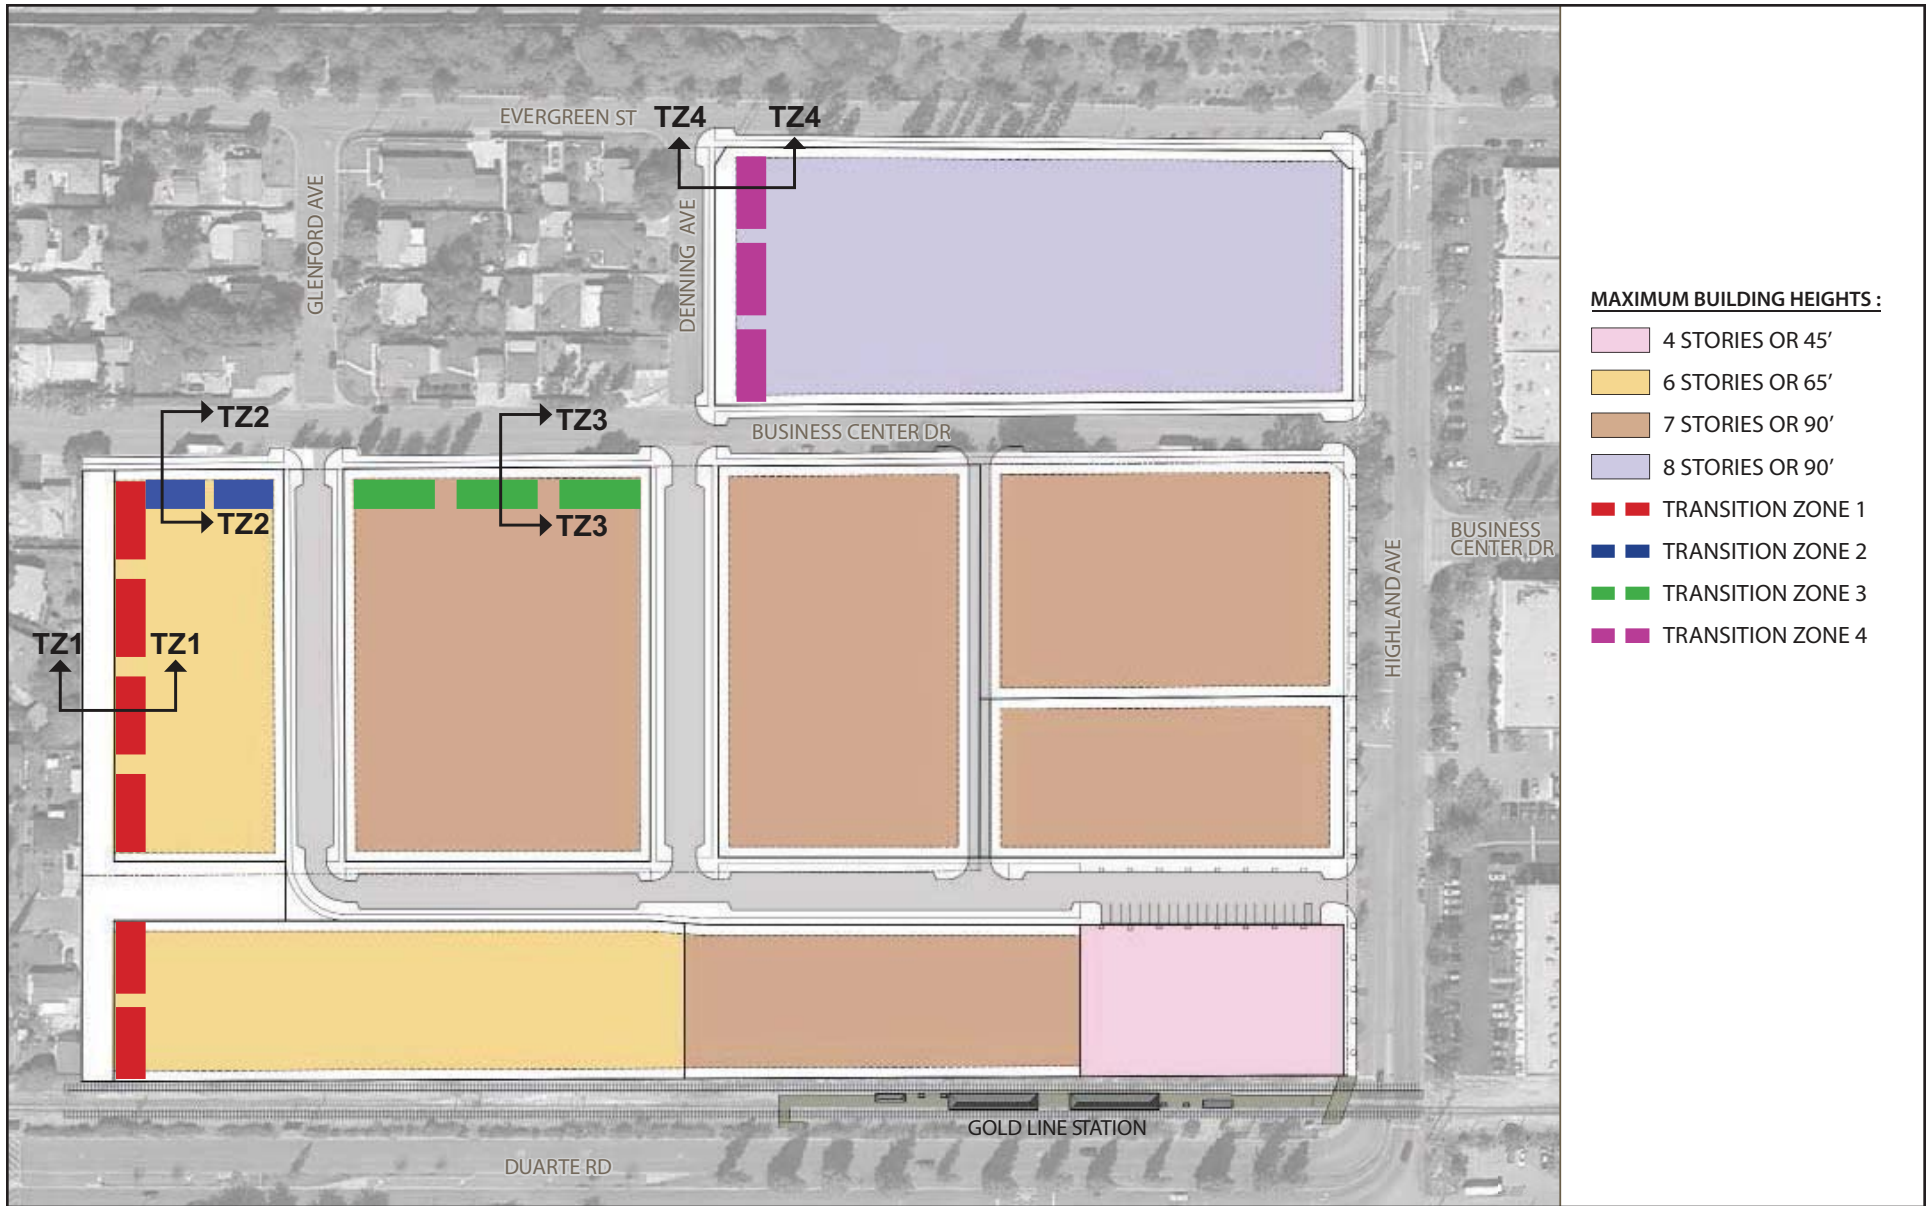 EVERGREEN ST
TZ4
TZ4
GLENFORD AVE
DENNING AVE
TZ2
TZ3
BUSINESS CENTER DR
TZ2
TZ3
TZ1
TZ1
HIGHLAND AVE
BUSINESS
CENTER DR
GOLD LINE STATION
DUARTE RD
MAXIMUM BUILDING HEIGHTS :
4 STORIES OR 45'
6 STORIES OR 65'
7 STORIES OR 90'
8 STORIES OR 90'
TRANSITION ZONE 1
TRANSITION ZONE 2
TRANSITION ZONE 3
TRANSITION ZONE 4